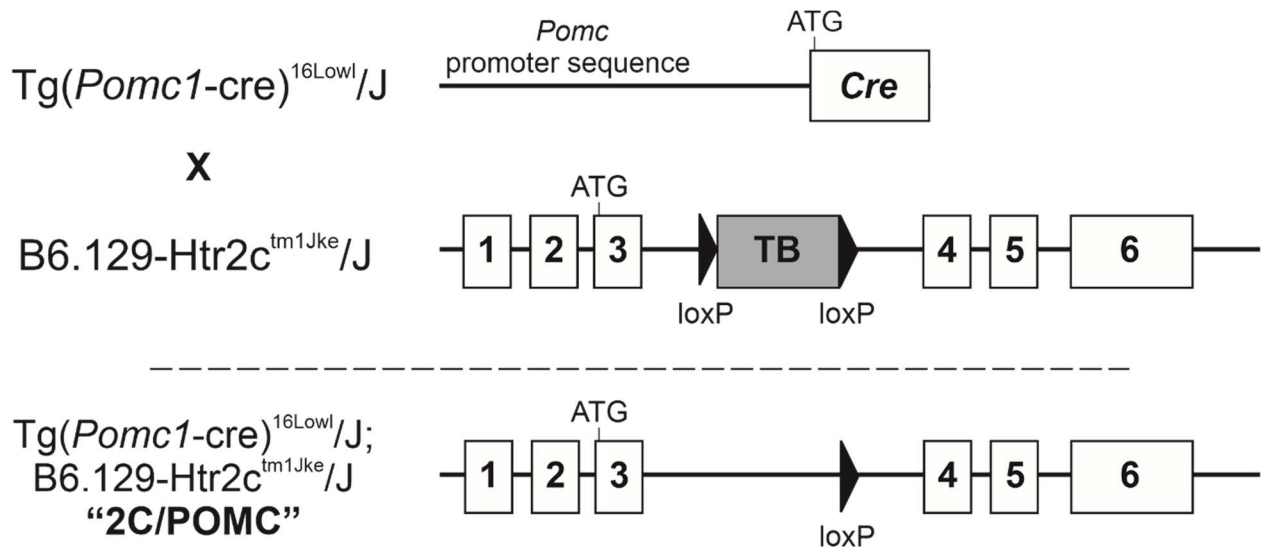 Pomc
promoter sequence
ATG
Tg(Pomc1-cre)16Lowl/J
Cre
X
ATG
B6.129-Htr2ctm1Jke/J
1 2 3 TB 4 5 6
loxP loxP
Tg(Pomc1-cre)16Lowl/J;
B6.129-Htr2ctm1Jke/J
"2C/POMC"
ATG
1 2 3 4 5 6
loxP